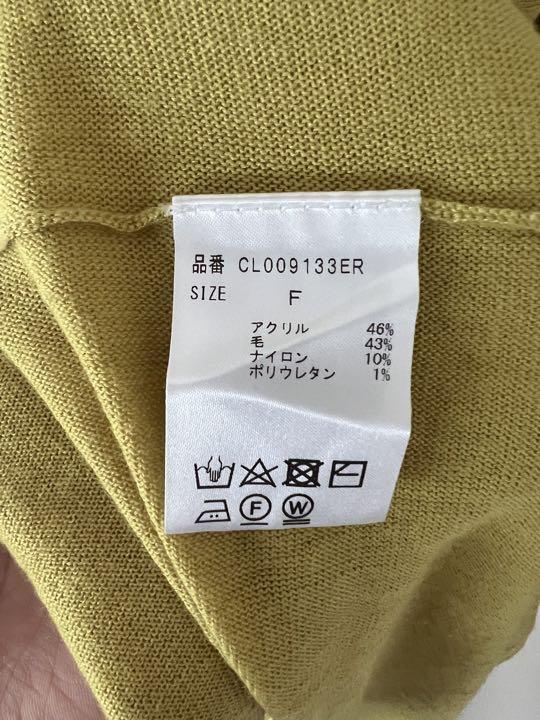 品番 CL009133ER
SIZE F
アクリル 46%
毛 43%
ナイロン 10%
ポリウレタン 1%
F W